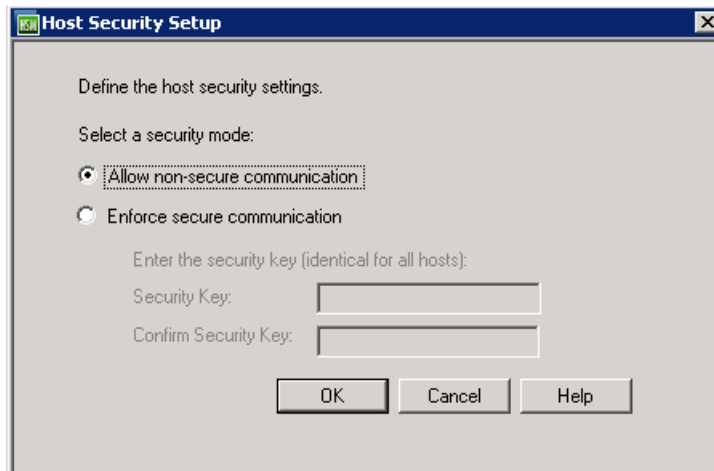 Host Security Setup
Define the host security settings.
Select a security mode:
Allow non-secure communication
Enforce secure communication
Enter the security key (identical for all hosts):
Security Key:
Confirm Security Key:
OK Cancel Help